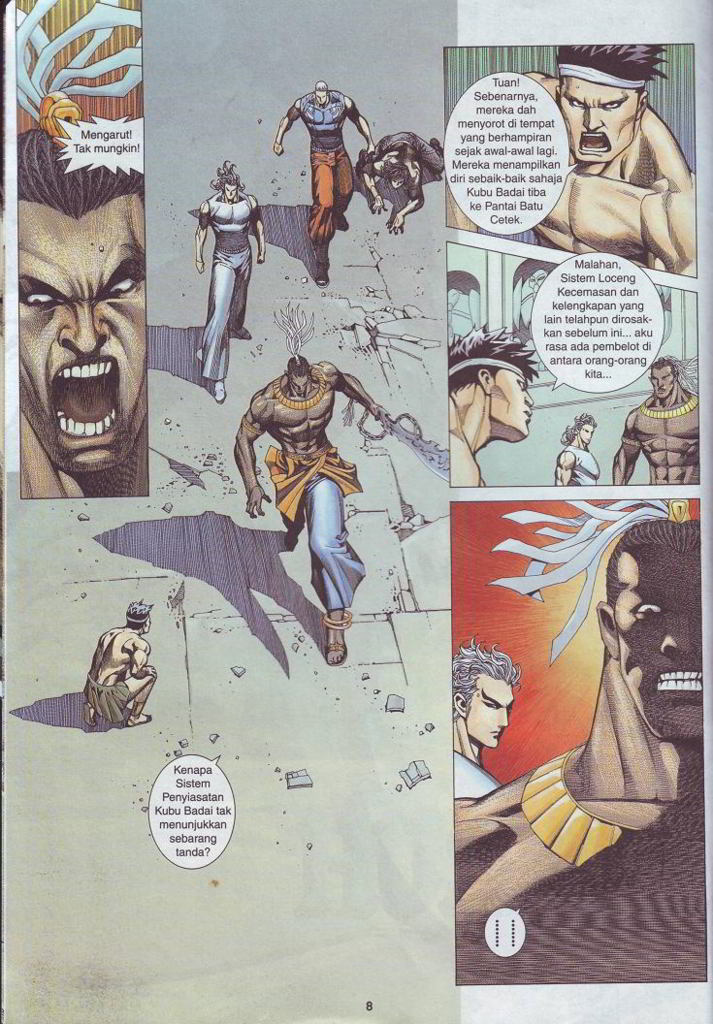 Mengarut!
Tak mungkin!
Kenapa
Sistem
Penyiasatan
Kubu Badai tak
menunjukkan
sebarang
tanda?
Tuan!
Sebenarnya,
mereka dah
menyorot di tempat
yang berhampiran
sejak awal-awal lagi.
Mereka menampilkan
diri sebaik-baik sahaja
Kubu Badai tiba
ke Pantai Batu
Cetek.
Malahan,
Sistem Loceng
Kecemasan dan
kelengkapan yang
lain telahpun dirosak-
kan sebelum ini... aku
rasa ada pembelot di
antara orang-orang
kita...
8